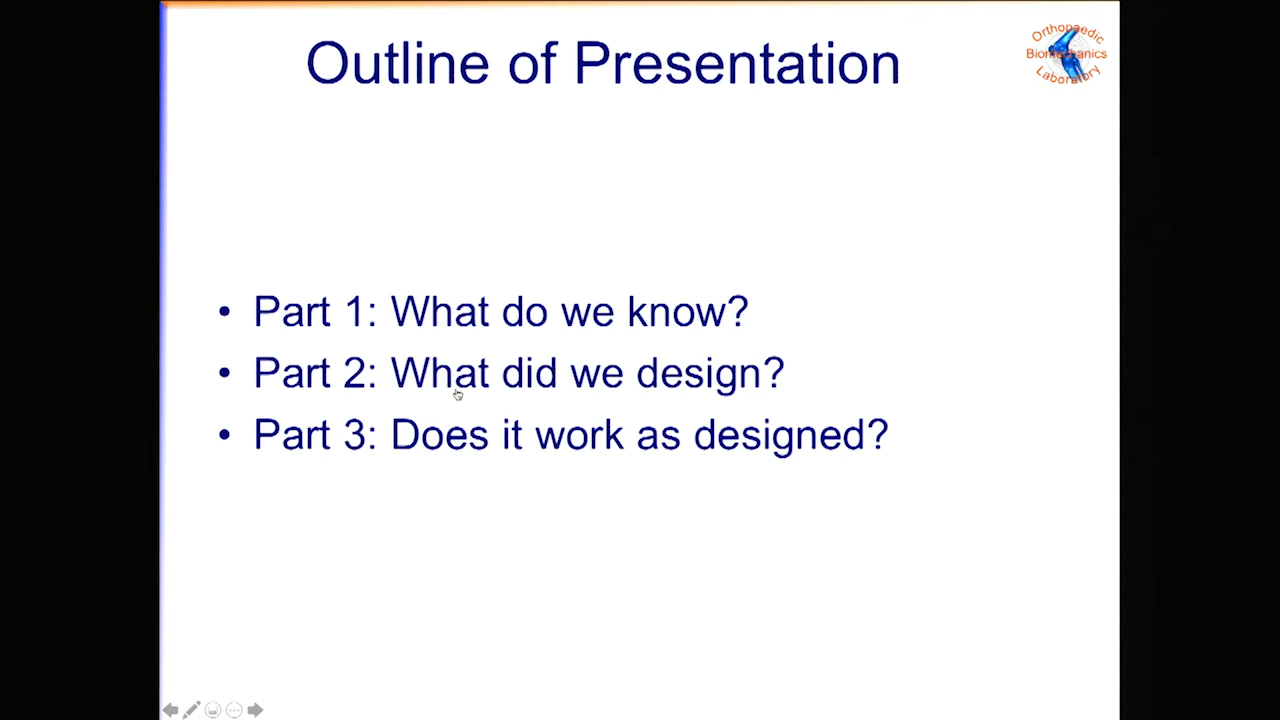 Outline of Presentation
Orthopaedic
Biomechanics
Laboratory
• Part 1: What do we know?
• Part 2: What did we design?
• Part 3: Does it work as designed?